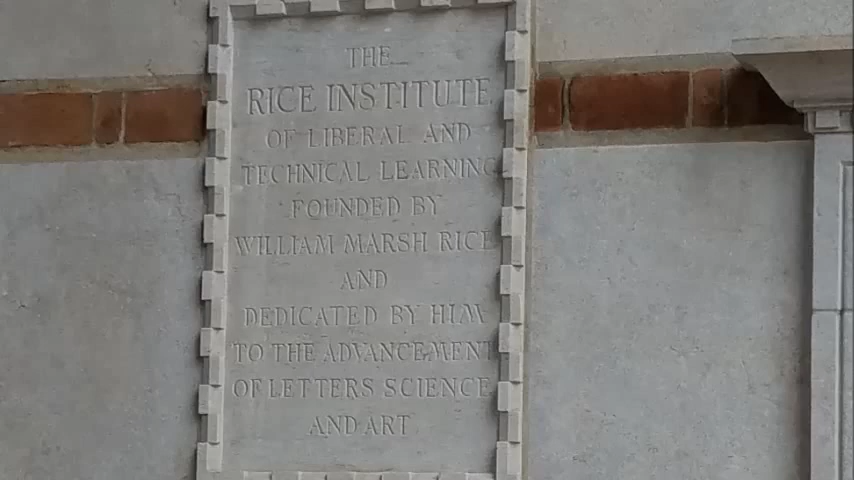 THE
RICE INSTITUTE
OF LIBERAL AND
TECHNICAL LEARNING
FOUNDED BY
WILLIAM MARSH RICE
AND
DEDICATED BY HIM
TO THE ADVANCEMENT
OF LETTERS SCIENCE
AND ART